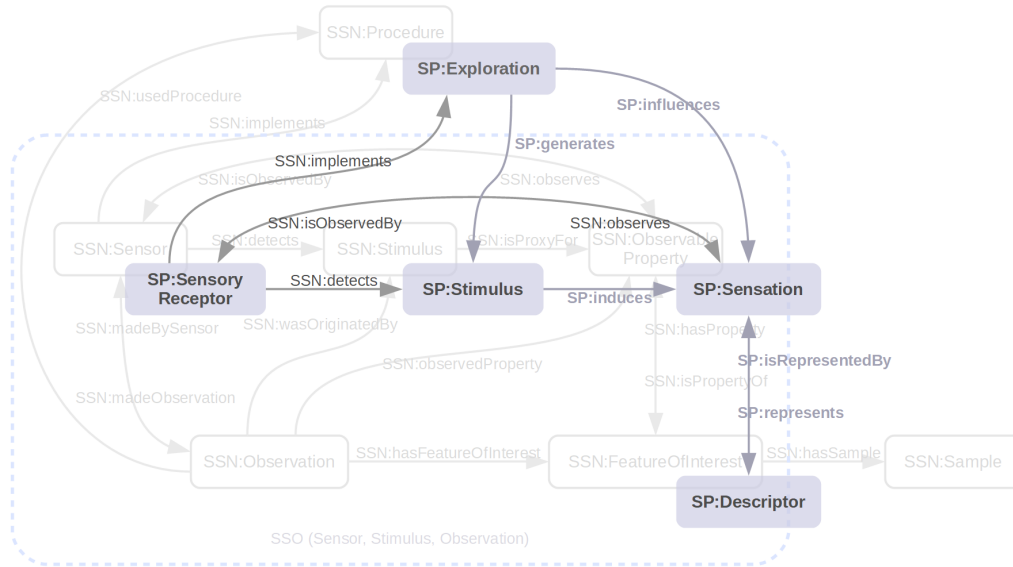 SSN:Procedure
SP:Exploration
SSN:usedProcedure
SP:influences
SSN:implements
SP:generates
SSN:implements
SSN:isObservedBy
SSN:observes
SSN:isObservedBy
SSN:observes
SSN:Sensor
SSN:detects
SSN:Stimulus
SSN:isProxyFor
SSN:Observable
Property
SP:Sensory
Receptor
SSN:detects
SP:Stimulus
SP:induces
SP:Sensation
SSN:madeBySensor
SSN:wasOriginatedBy
SSN:hasProperty
SSN:observedProperty
SP:isRepresentedBy
SSN:isPropertyOf
SSN:madeObservation
SP:represents
SSN:Observation
SSN:hasFeatureOfInterest
SSN:FeatureOfInterest
SSN:hasSample
SSN:Sample
SP:Descriptor
SSO (Sensor, Stimulus, Observation)